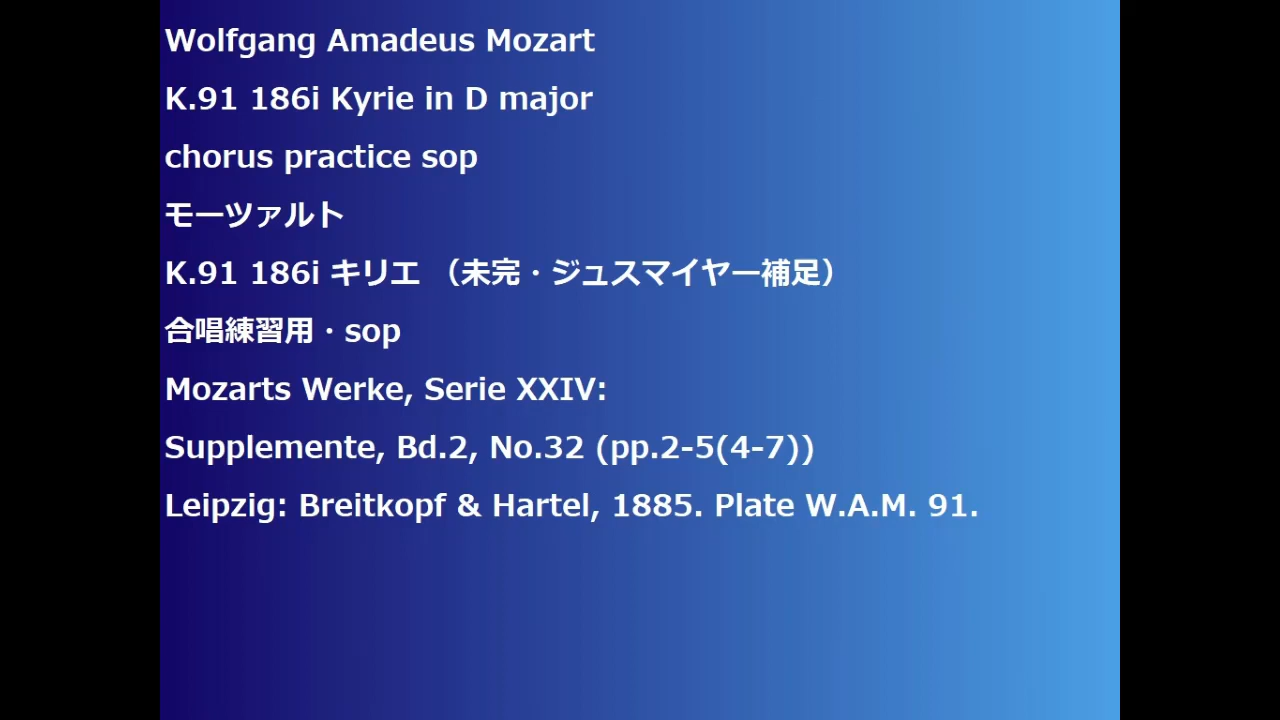 Wolfgang Amadeus Mozart
K.91 186i Kyrie in D major
chorus practice sop
モーツァルト
K.91 186i キリエ （未完・ジュスマイヤー補足）
合唱練習用・sop
Mozarts Werke, Serie XXIV:
Supplemente, Bd.2, No.32 (pp.2-5(4-7))
Leipzig: Breitkopf & Hartel, 1885. Plate W.A.M. 91.